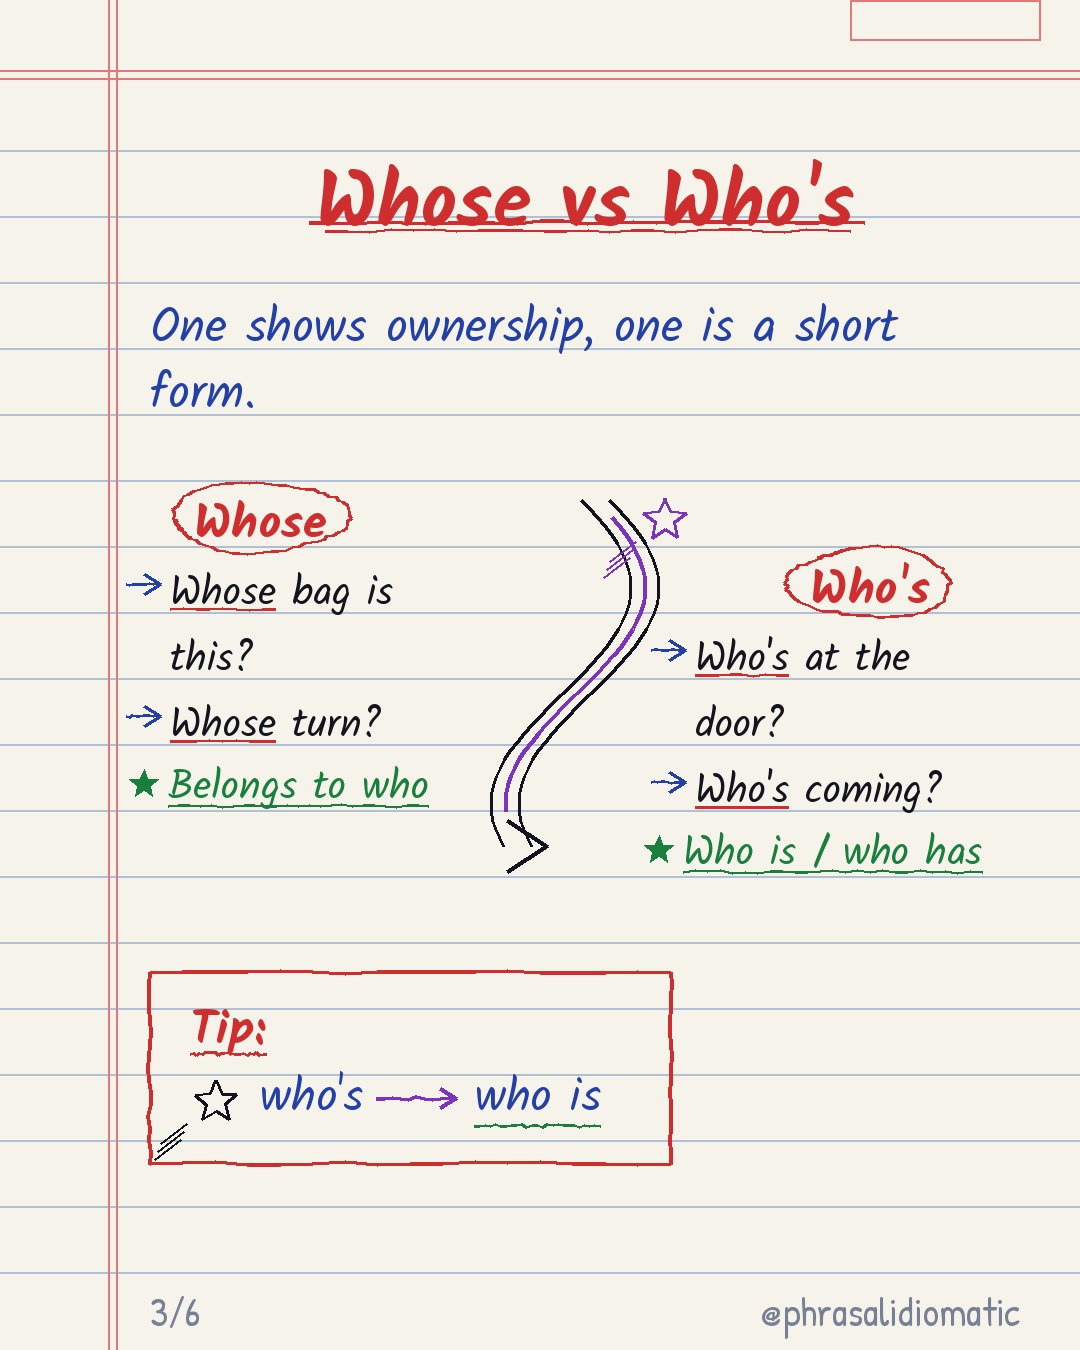 Whose vs Who's
One shows ownership, one is a short
form.
Whose
Whose bag is
this?
Whose turn?
Belongs to who
Who's
Who's at the
door?
Who's coming?
Who is / who has
Tip:
who's → who is
3/6
@phrasalidiomatic